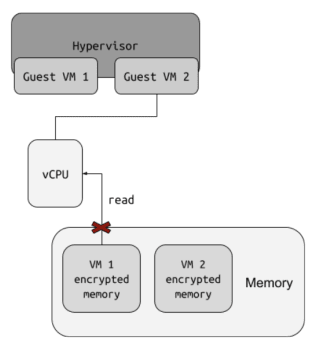 Hypervisor
Guest VM 1
Guest VM 2
vCPU
read
VM 1
encrypted
memory
VM 2
encrypted
memory
Memory